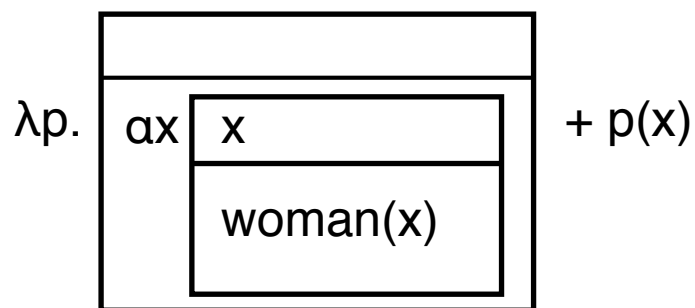 λp. αx x + p(x)
woman(x)